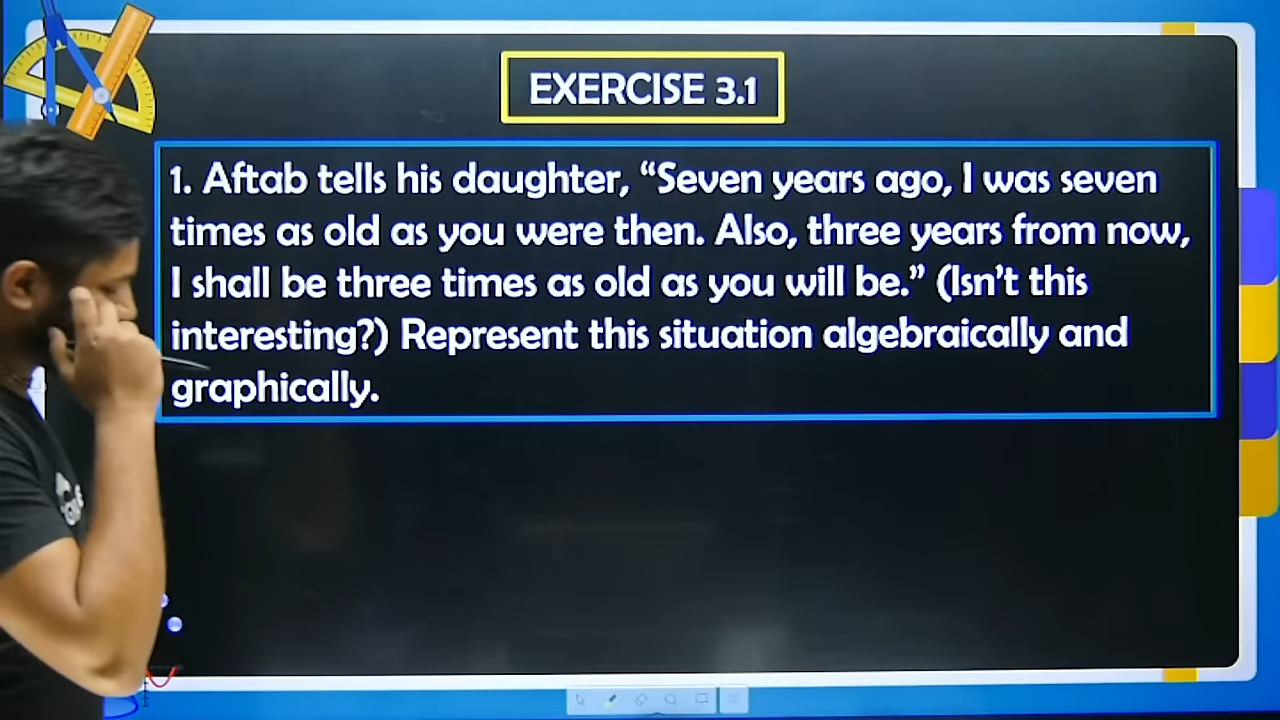 EXERCISE 3.1
1. Aftab tells his daughter, “Seven years ago, I was seven
times as old as you were then. Also, three years from now,
I shall be three times as old as you will be.” (Isn’t this
interesting?) Represent this situation algebraically and
graphically.